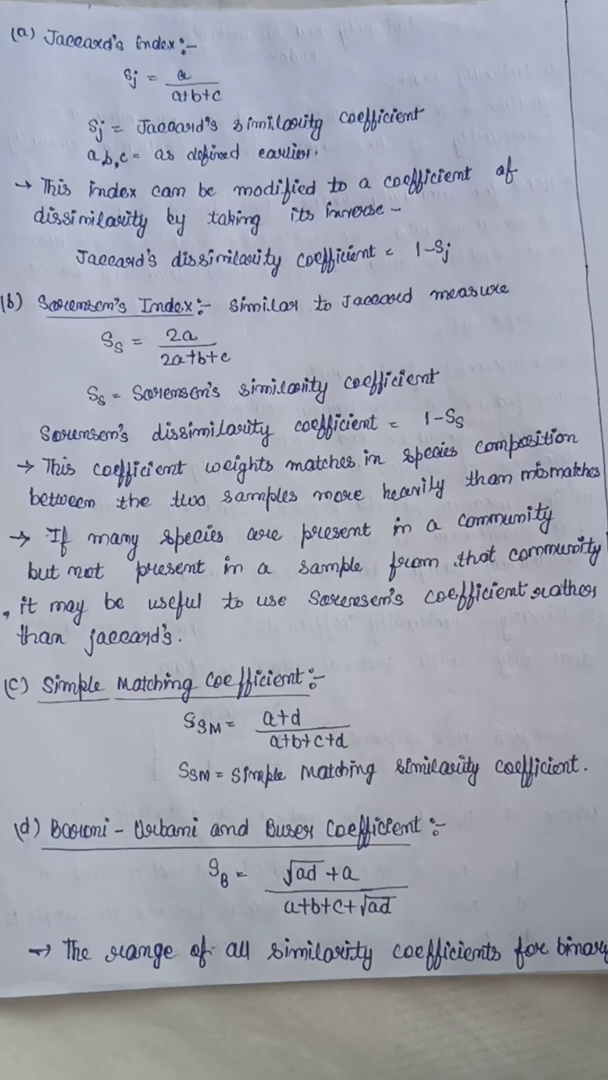 (a) Jaccard's index :-
Sj = a / a+b+c
Sj = Jaccard's similarity coefficient
a,b,c = as defined earlier.
→ This index can be modified to a coefficient of
dissimilarity by taking its inverse -
Jaccard's dissimilarity coefficient = 1-Sj
(b) Sorensen's Index :- Similar to Jaccard measure
Ss = 2a / 2a+b+c
Ss = Sorensen's similarity coefficient
Sorensen's dissimilarity coefficient = 1-Ss
→ This coefficient weights matches in species composition
between the two samples more heavily than mismatches
→ If many species are present in a community
but not present in a sample from that community
, it may be useful to use Sorensen's coefficient rather
than jaccard's.
(c) Simple Matching Coefficient :-
SSM = a+d / a+b+c+d
SSM = Simple Matching similarity coefficient.
(d) Baroni - Urbani and Buser Coefficient :-
SB = √ad + a / a+b+c+√ad
→ The range of all similarity coefficients for binary